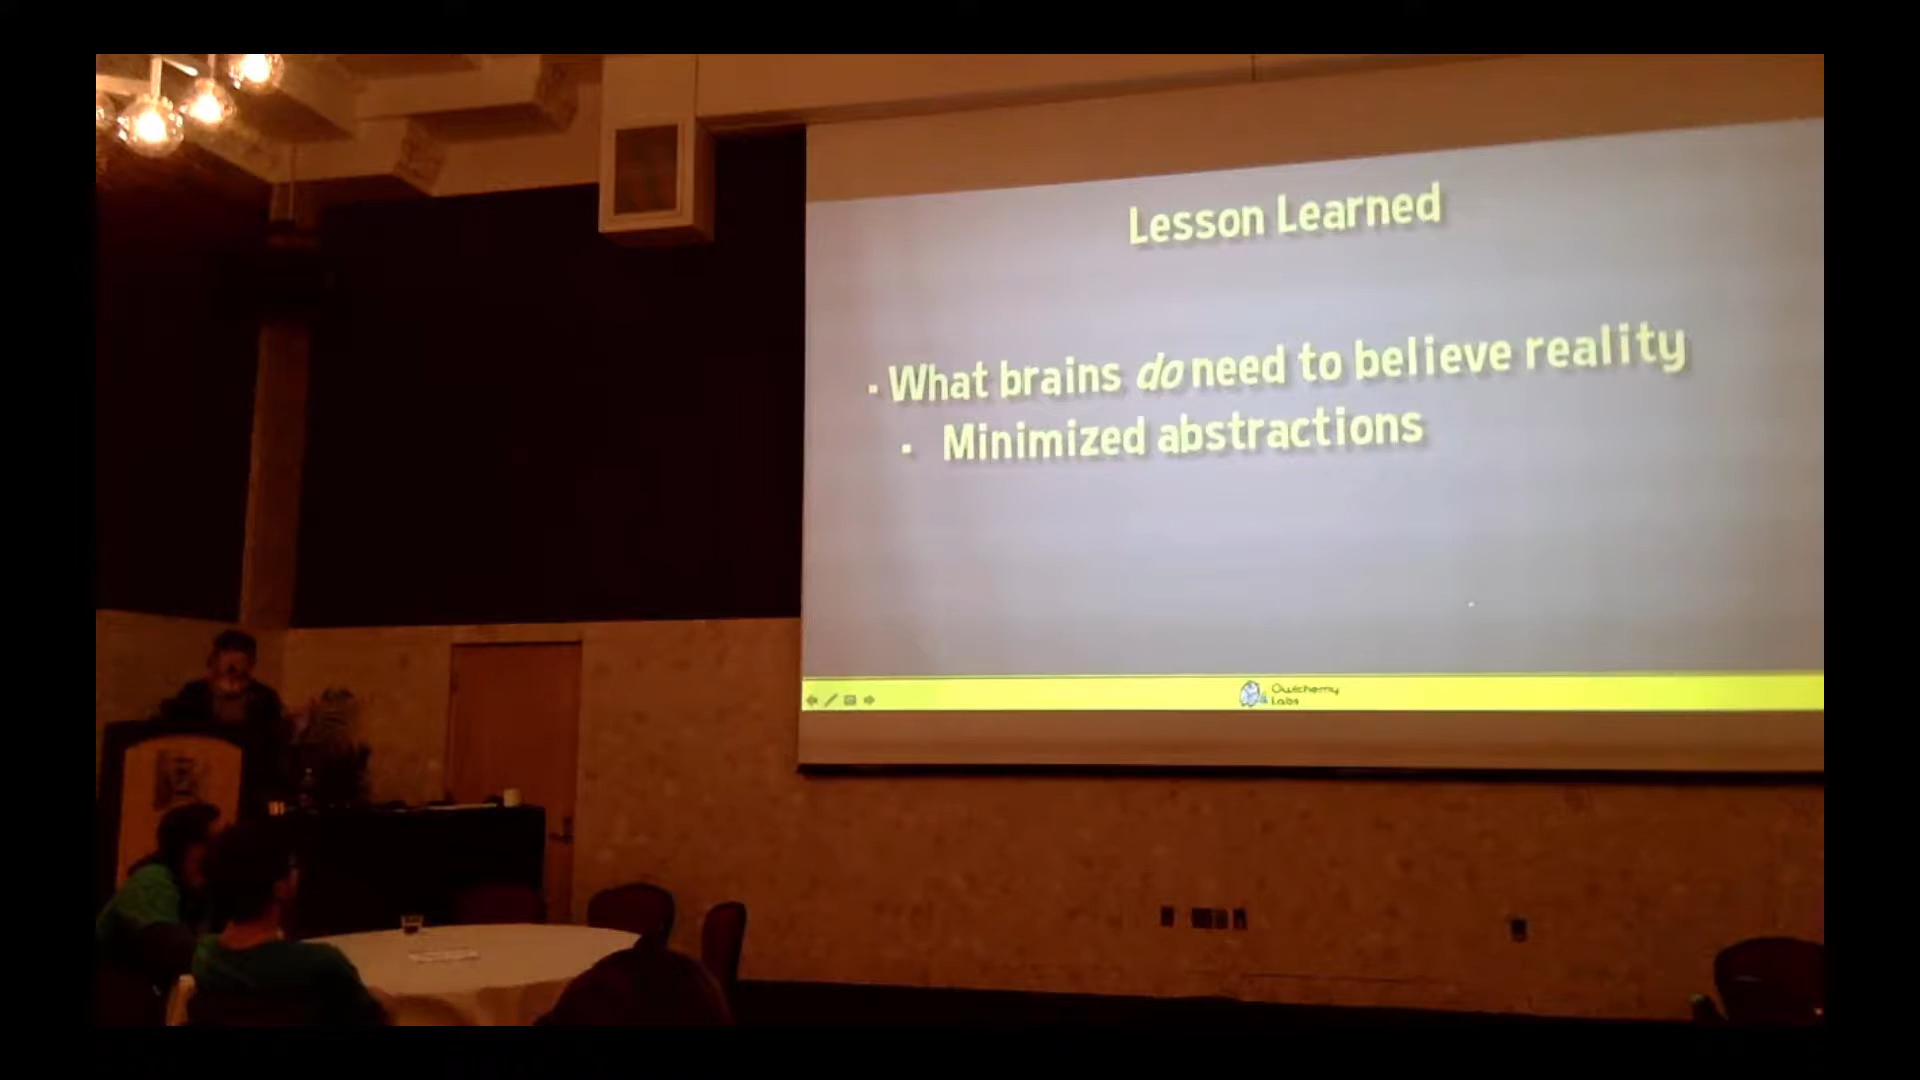 Lesson Learned
▪ What brains do need to believe reality
▪ Minimized abstractions
Owlchemy
Labs